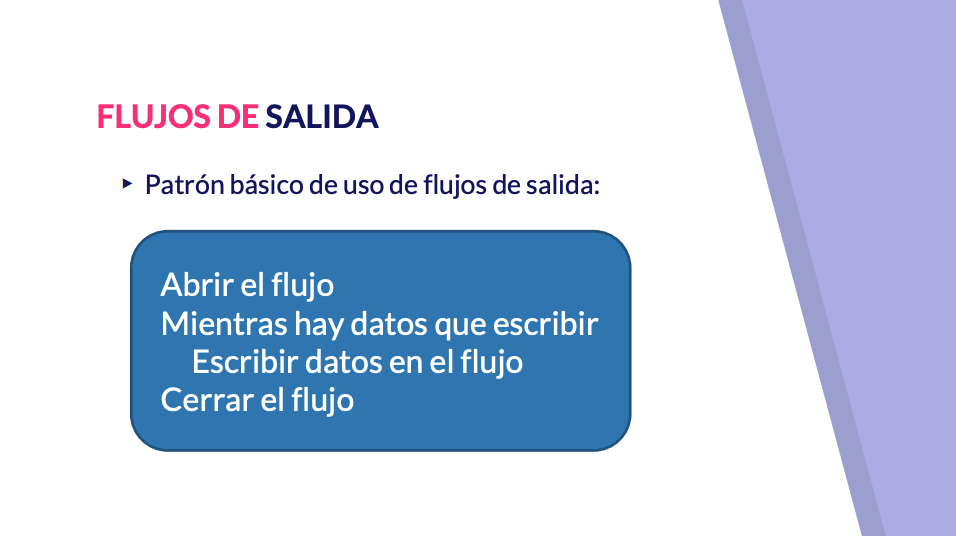 FLUJOS DE SALIDA
Patrón básico de uso de flujos de salida:
Abrir el flujo
Mientras hay datos que escribir
Escribir datos en el flujo
Cerrar el flujo